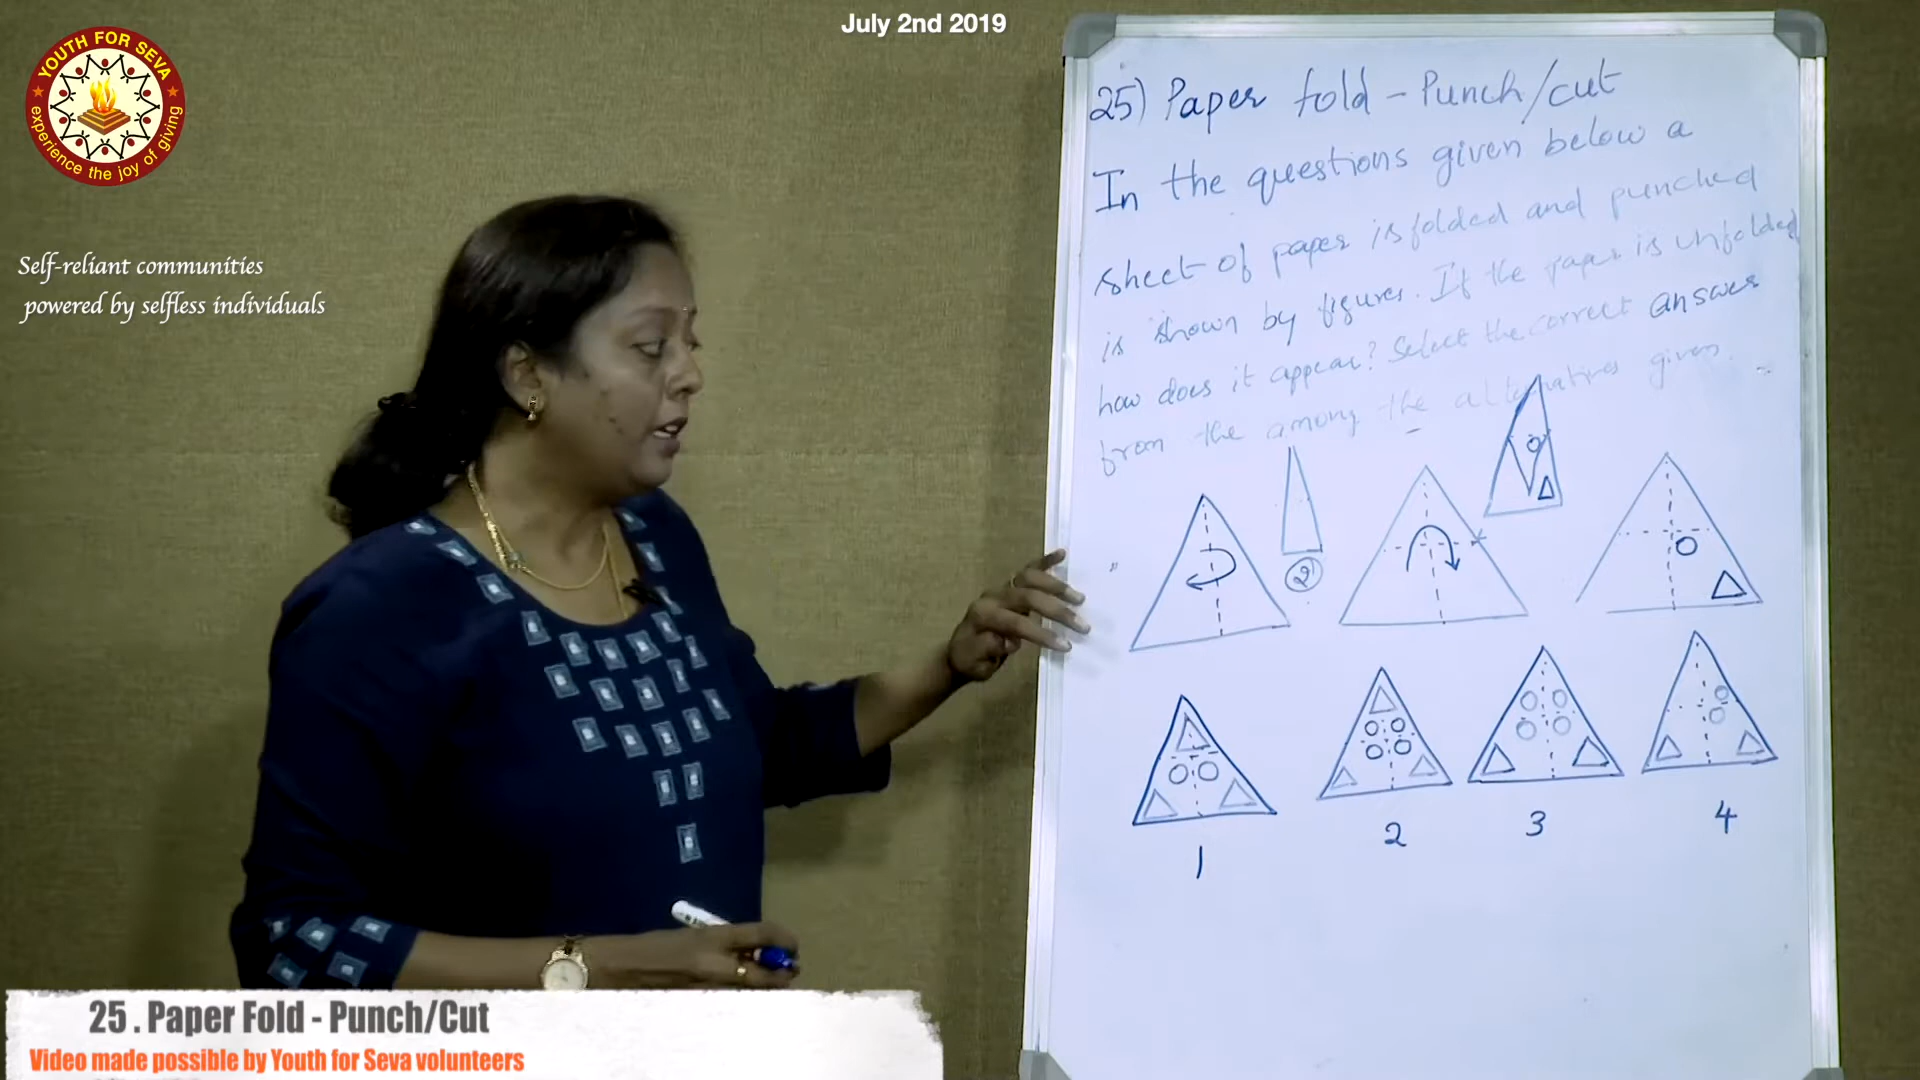 July 2nd 2019
YOUTH FOR SEVA
experience the joy of giving
Self-reliant communities
powered by selfless individuals
25) Paper fold - Punch/cut
In the questions given below a
sheet of paper is folded and punched
is shown by figures. If the paper is unfolded
how does it appear? Select the correct answer
from the among the alternatives given.
1
2
3
4
25 . Paper Fold - Punch/Cut
Video made possible by Youth for Seva volunteers